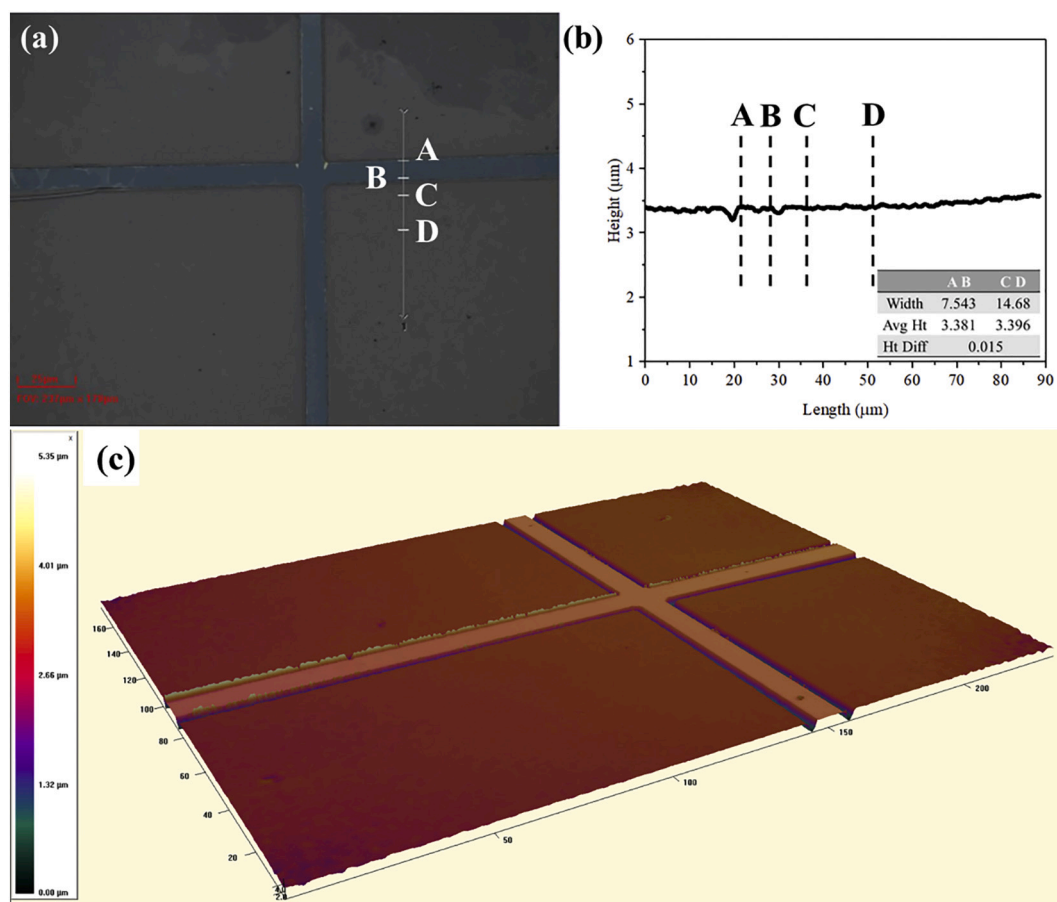 (a)
A
B
C
D
(b)
6
5
4
3
2
1
Height (μm)
A B C D
A B C D
Width 7.543 14.68
Avg Ht 3.381 3.396
Ht Diff 0.015
0 10 20 30 40 50 60 70 80 90
Length (μm)
(c)
x
5.35 μm
4.01 μm
2.66 μm
1.32 μm
0.00 μm
160
140
120
100
80
60
40
20
50
100
150
200